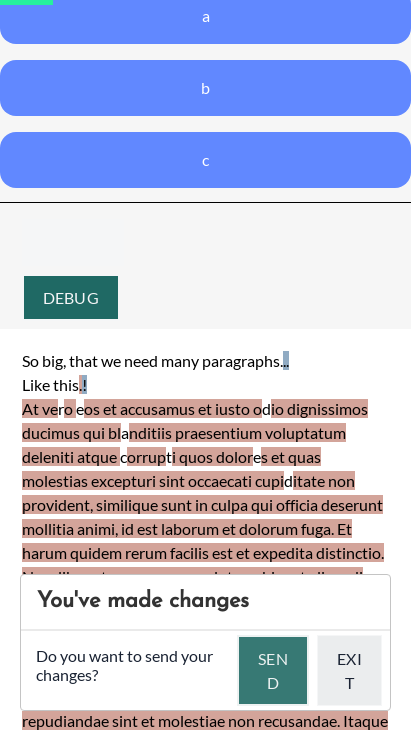 a
b
c
DEBUG
So big, that we need many paragraphs...
Like this.!
At vero eos et accusamus et iusto odio dignissimos
ducimus qui blanditiis praesentium voluptatum
deleniti atque corrupti quos dolores et quas
molestias excepturi sint occaecati cupiditate non
provident, similique sunt in culpa qui officia deserunt
mollitia animi, id est laborum et dolorum fuga. Et
harum quidem rerum facilis est et expedita distinctio.
You've made changes
Do you want to send your
changes?
SEN
D
EXI
T
repudiandae sint et molestiae non recusandae. Itaque